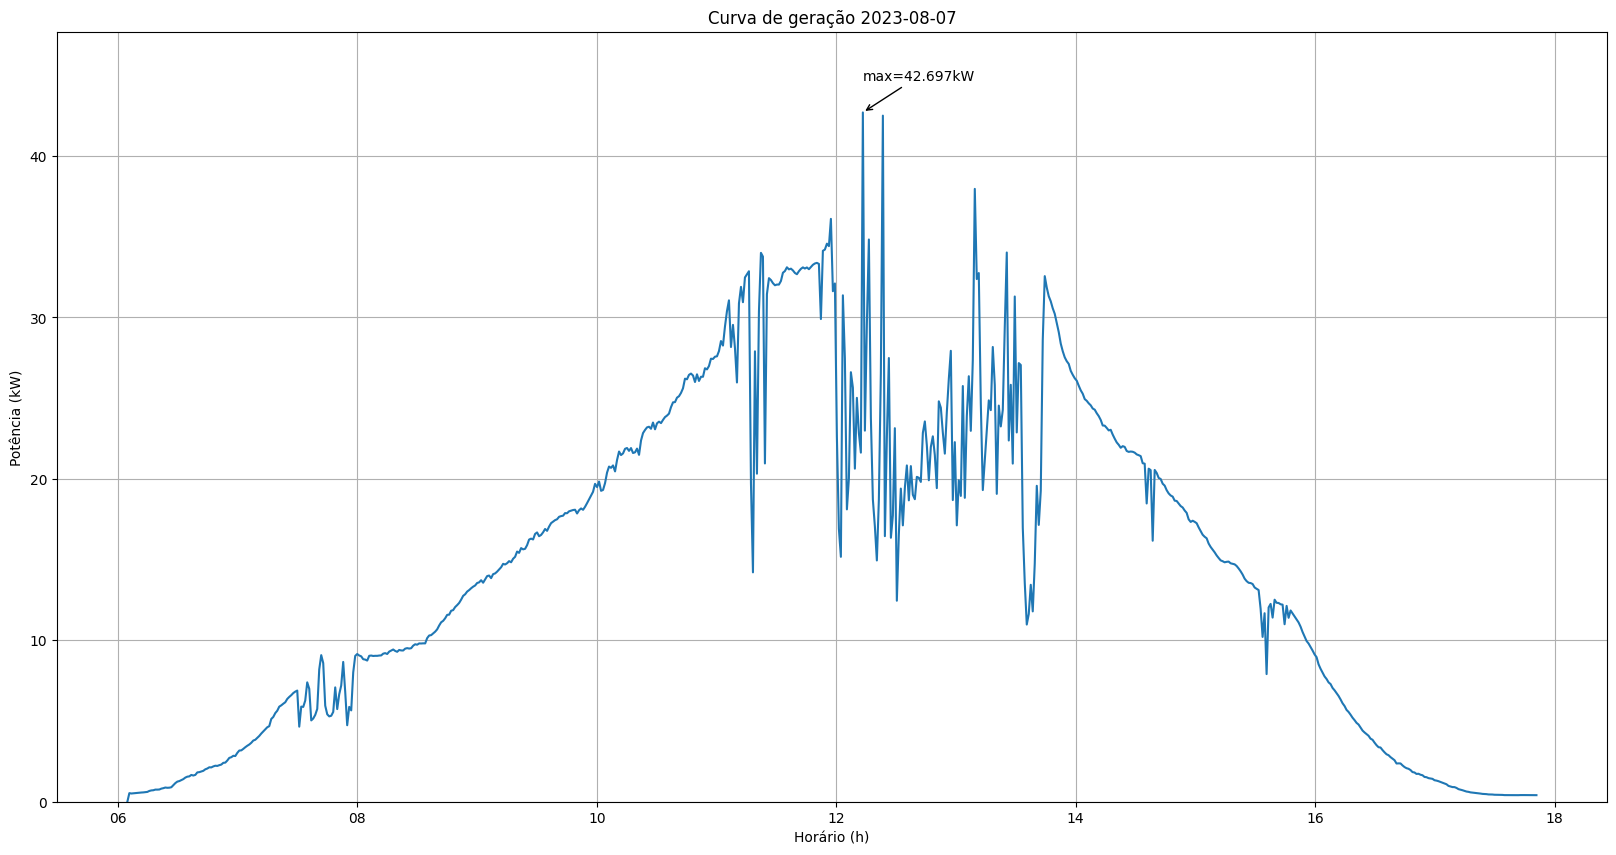 Curva de geração 2023-08-07
max=42.697kW
40
30
20
10
0
Potência (kW)
06 08 10 12 14 16 18
Horário (h)